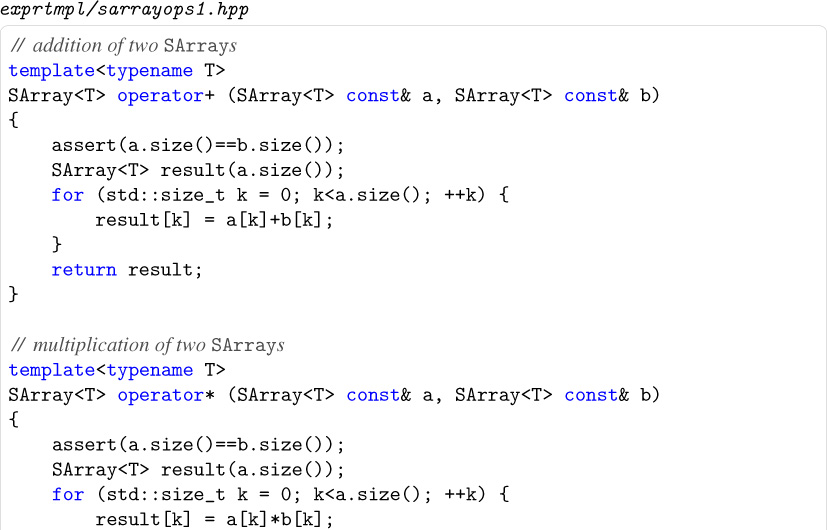 exprtmpl/sarrayops1.hpp
// addition of two SArrays
template<typename T>
SArray<T> operator+ (SArray<T> const& a, SArray<T> const& b)
{
    assert(a.size()==b.size());
    SArray<T> result(a.size());
    for (std::size_t k = 0; k<a.size(); ++k) {
        result[k] = a[k]+b[k];
    }
    return result;
}

// multiplication of two SArrays
template<typename T>
SArray<T> operator* (SArray<T> const& a, SArray<T> const& b)
{
    assert(a.size()==b.size());
    SArray<T> result(a.size());
    for (std::size_t k = 0; k<a.size(); ++k) {
        result[k] = a[k]*b[k];